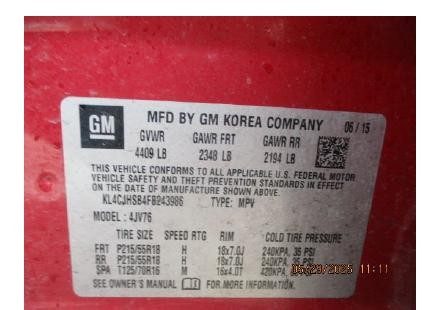 GM
MFD BY GM KOREA COMPANY 06/15
GVWR GAWR FRT GAWR RR
4409 LB 2348 LB 2194 LB
THIS VEHICLE CONFORMS TO ALL APPLICABLE U.S. FEDERAL MOTOR
VEHICLE SAFETY AND THEFT PREVENTION STANDARDS IN EFFECT
ON THE DATE OF MANUFACTURE SHOWN ABOVE.
KL4CJHSB4FB243986 TYPE: MPV
MODEL: 4JV76
TIRE SIZE SPEED RTG RIM COLD TIRE PRESSURE
FRT P215/55R18 H 18x7.0J 240KPA, 35 PSI
RR P215/55R18 H 18x7.0J 240KPA, 35 PSI
SPA T125/70R16 M 16x4.0T 420KPA,
SEE OWNER'S MANUAL FOR MORE INFORMATION.
05/29/2025 11:11